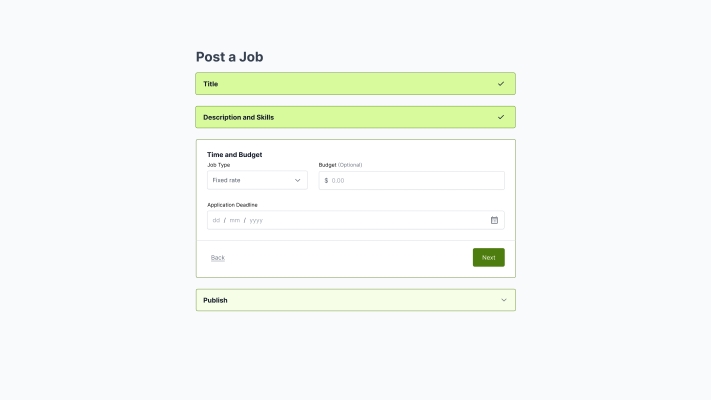 Post a Job
Title
Description and Skills
Time and Budget
Job Type
Budget (Optional)
Fixed rate
$ 0.00
Application Deadline
dd / mm / yyyy
Back
Next
Publish